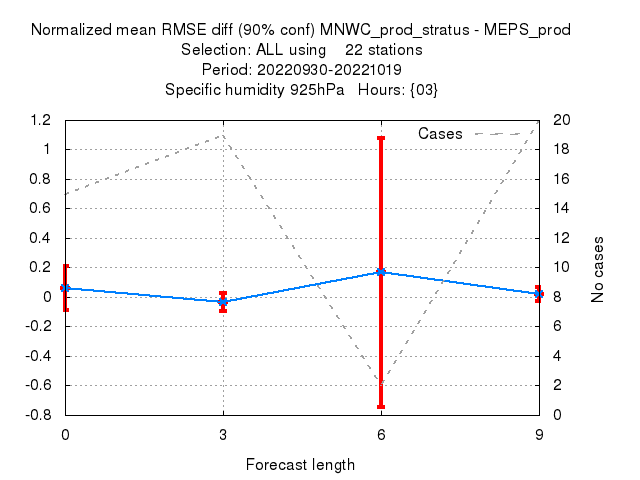 Normalized mean RMSE diff (90% conf) MNWC_prod_stratus - MEPS_prod
Selection: ALL using 22 stations
Period: 20220930-20221019
Specific humidity 925hPa Hours: {03}
Cases
1.2
1
0.8
0.6
0.4
0.2
0
-0.2
-0.4
-0.6
-0.8
20
18
16
14
12
10
8
6
4
2
0
No cases
0 3 6 9
Forecast length